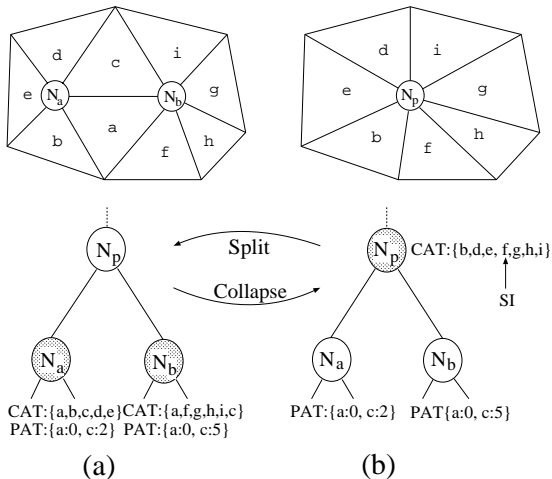 d c i
e Na Nb g
b a f h
d i
e Np g
b f h
Np
Split
Collapse
Np CAT:{b,d,e, f,g,h,i}
SI
Na Nb
CAT:{a,b,c,d,e} CAT:{a,f,g,h,i,c}
PAT:{a:0, c:2} PAT:{a:0, c:5}
Na Nb
PAT:{a:0, c:2} PAT{a:0, c:5}
(a) (b)